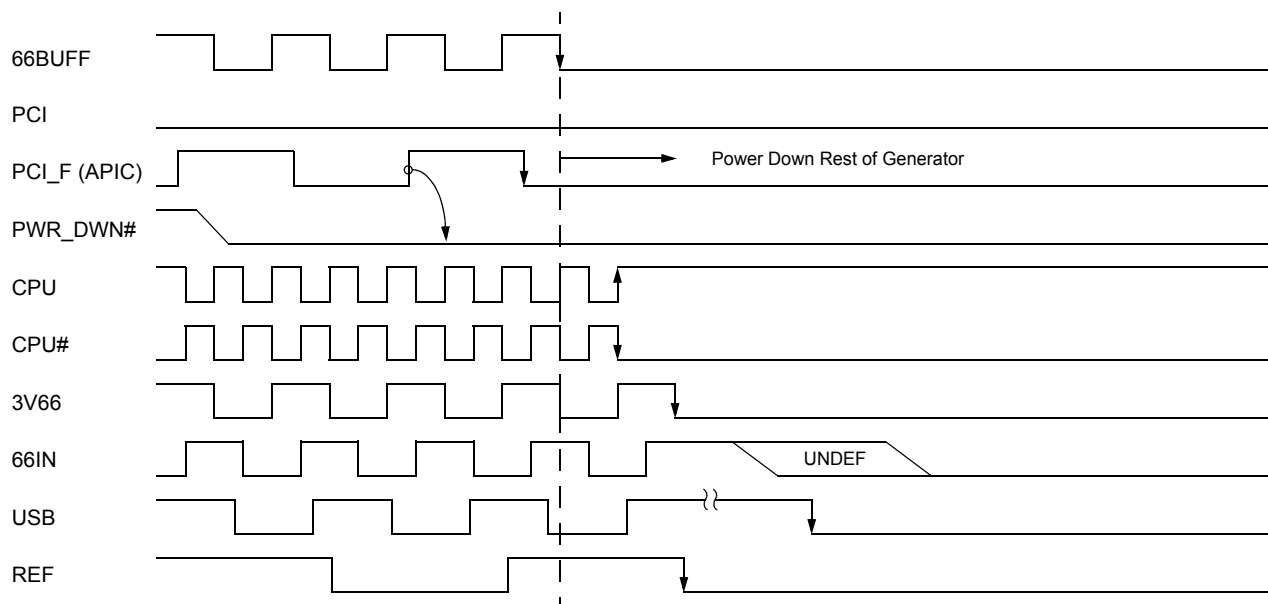 66BUFF
PCI
PCI_F (APIC)
Power Down Rest of Generator
PWR_DWN#
CPU
CPU#
3V66
66IN
UNDEF
USB
REF